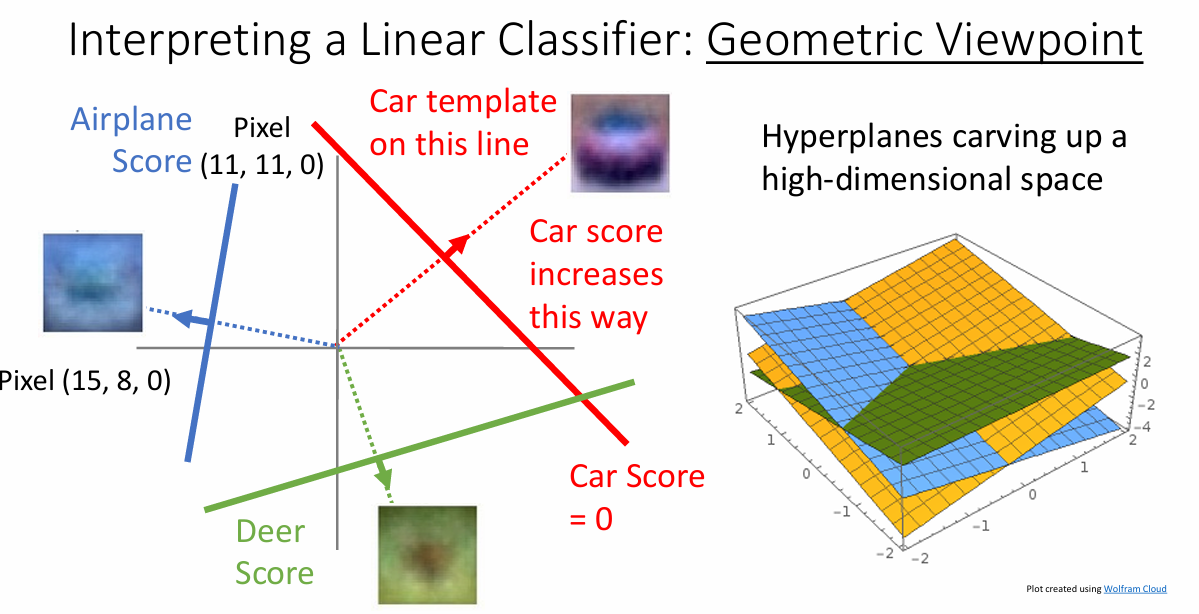 Interpreting a Linear Classifier: Geometric Viewpoint
Airplane
Score
Pixel
(11, 11, 0)
Car template
on this line
Car score
increases
this way
Pixel (15, 8, 0)
Car Score
= 0
Deer
Score
Hyperplanes carving up a
high-dimensional space
2
1
0
−1
−2
−2
−1
0
1
2
2
0
−2
−4
Plot created using Wolfram Cloud